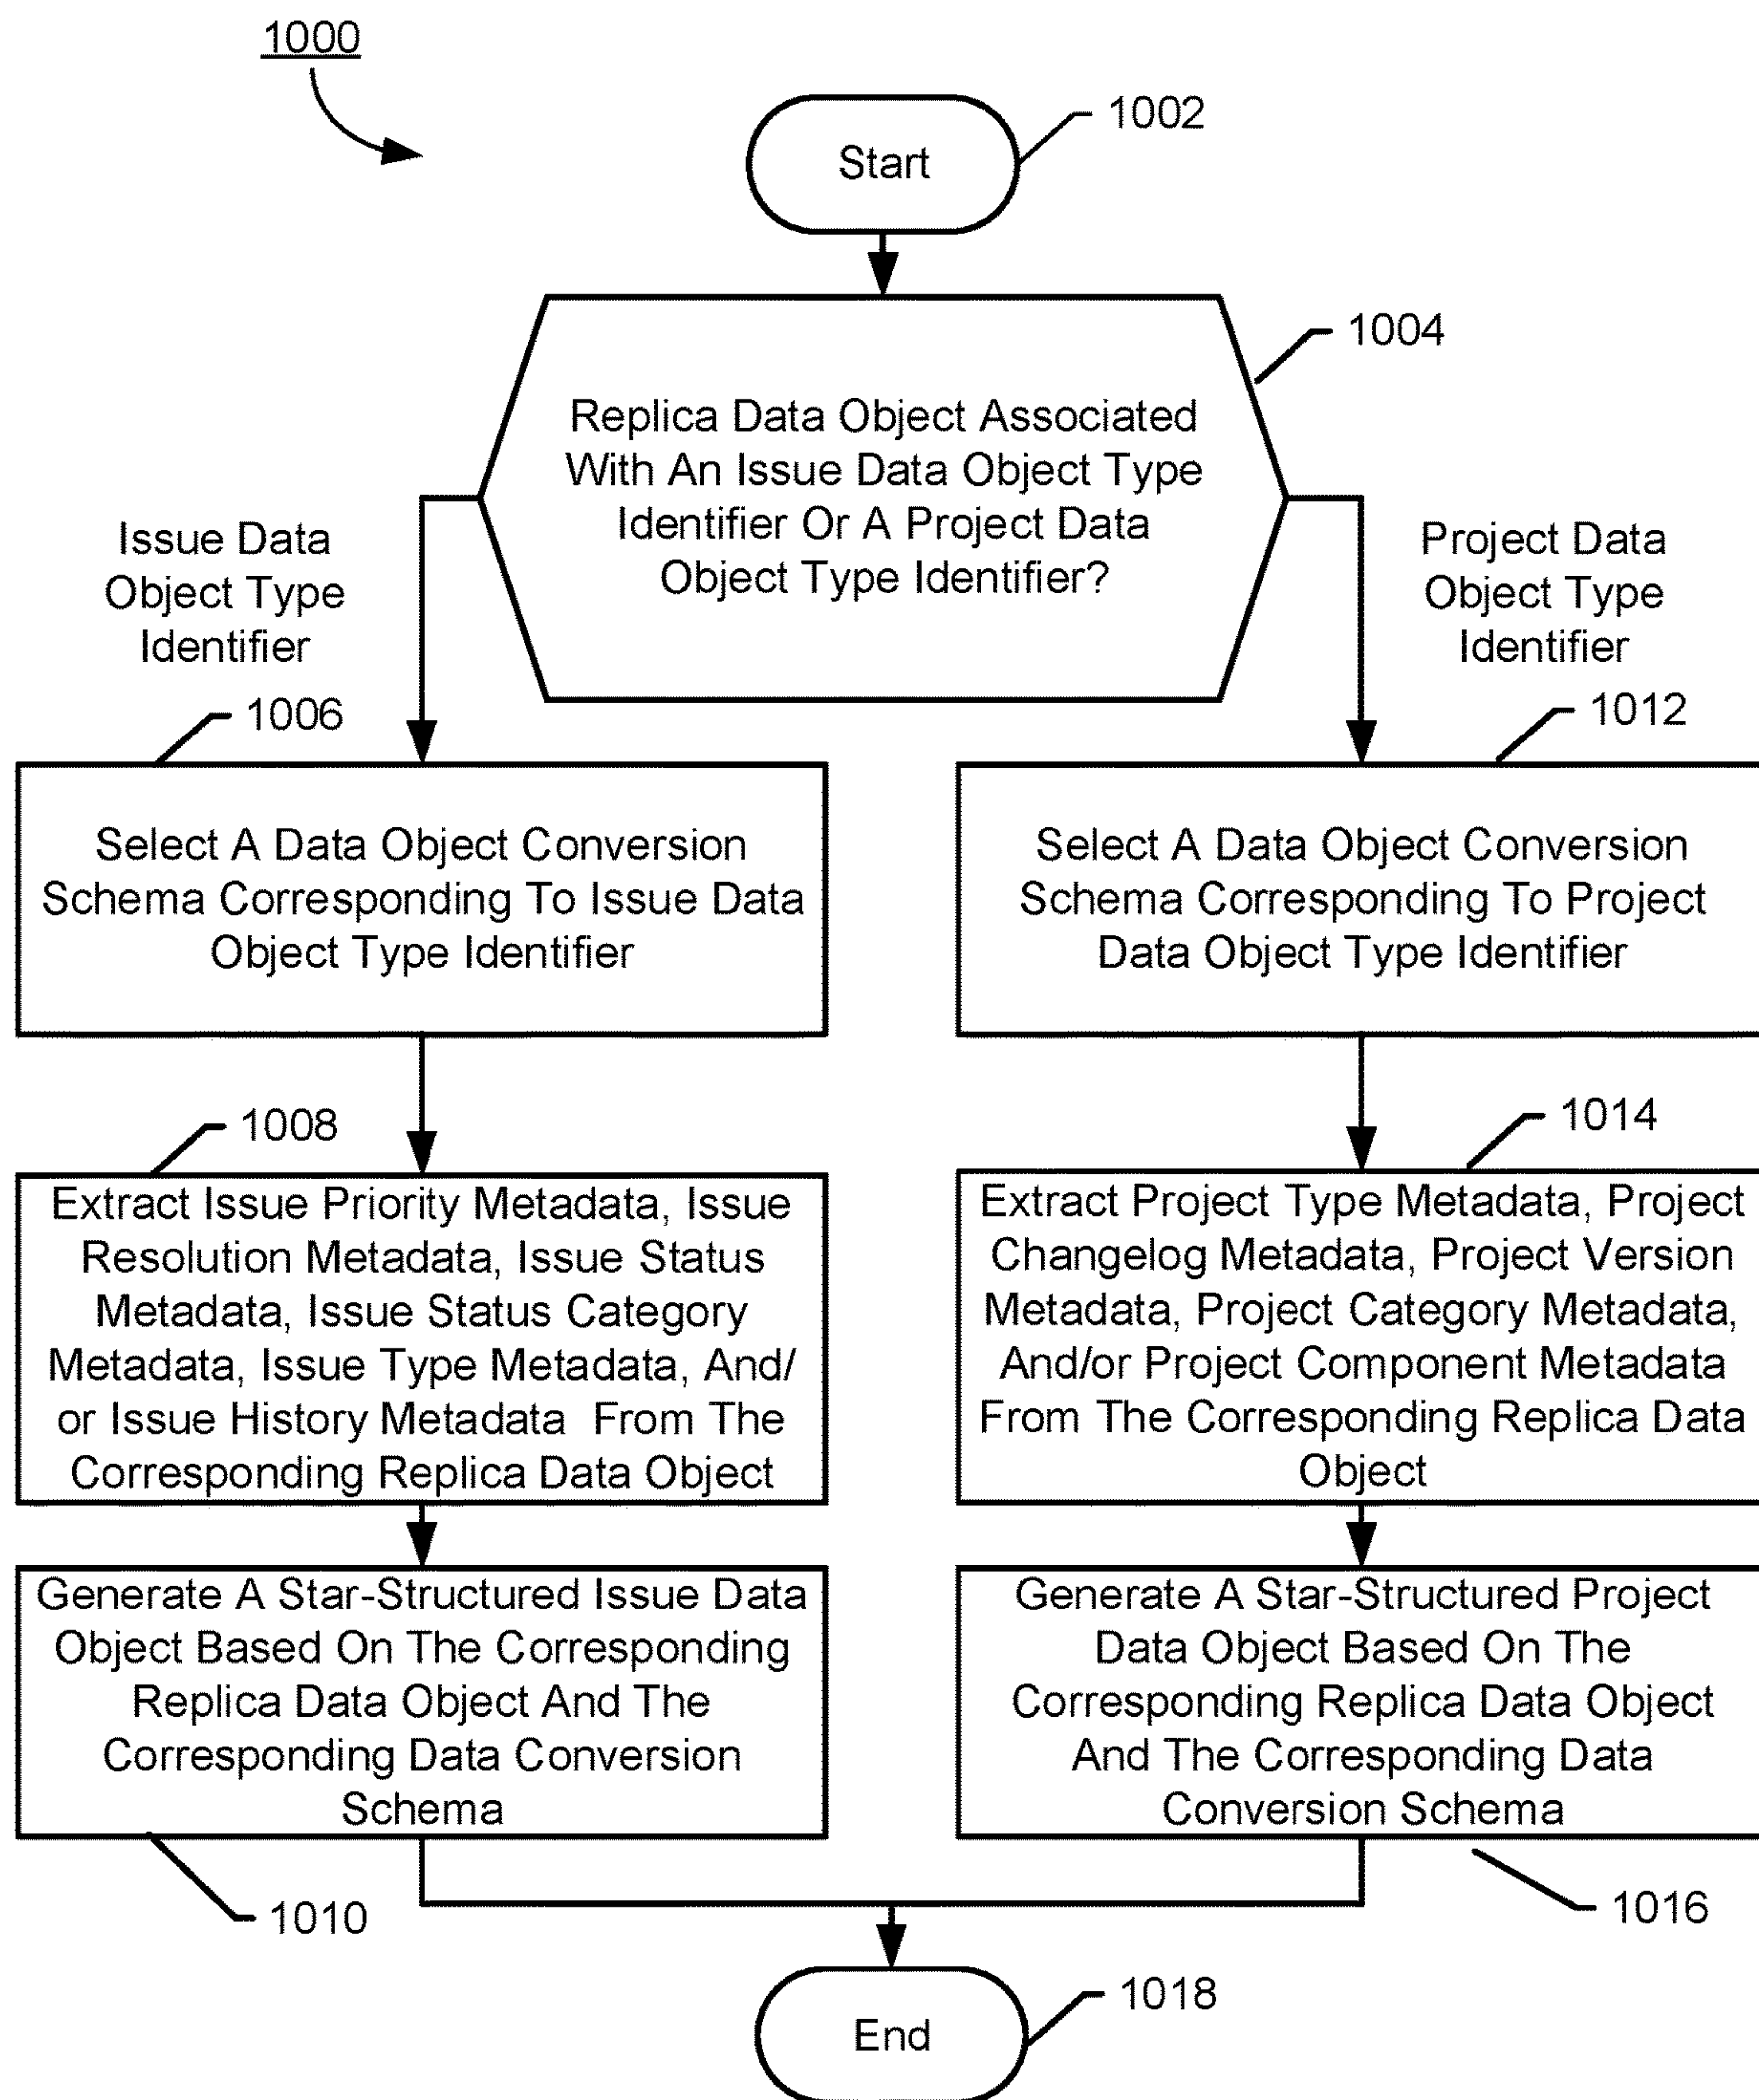 1000
1002
Start
1004
Replica Data Object Associated
With An Issue Data Object Type
Identifier Or A Project Data
Object Type Identifier?
Issue Data
Object Type
Identifier
Project Data
Object Type
Identifier
1006
Select A Data Object Conversion
Schema Corresponding To Issue Data
Object Type Identifier
1012
Select A Data Object Conversion
Schema Corresponding To Project
Data Object Type Identifier
1008
Extract Issue Priority Metadata, Issue
Resolution Metadata, Issue Status
Metadata, Issue Status Category
Metadata, Issue Type Metadata, And/
or Issue History Metadata From The
Corresponding Replica Data Object
1014
Extract Project Type Metadata, Project
Changelog Metadata, Project Version
Metadata, Project Category Metadata,
And/or Project Component Metadata
From The Corresponding Replica Data
Object
Generate A Star-Structured Issue Data
Object Based On The Corresponding
Replica Data Object And The
Corresponding Data Conversion
Schema
1010
Generate A Star-Structured Project
Data Object Based On The
Corresponding Replica Data Object
And The Corresponding Data
Conversion Schema
1016
1018
End